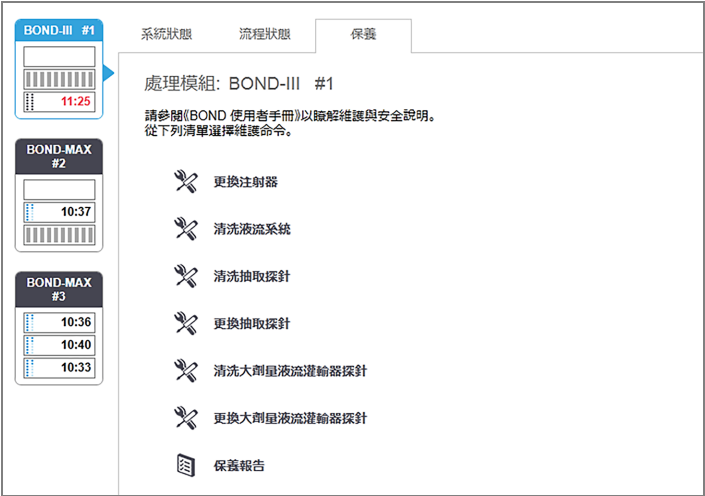 BOND-III #1
11:25
BOND-MAX
#2
10:37
BOND-MAX
#3
10:36
10:40
10:33
系統狀態 流程狀態 保養
處理模組: BOND-III #1
請參閱《BOND 使用者手冊》以瞭解維護與安全說明。
從下列清單選擇維護命令。
更換注射器
清洗液流系統
清洗抽取探針
更換抽取探針
清洗大劑量液流灌輸器探針
更換大劑量液流灌輸器探針
保養報告